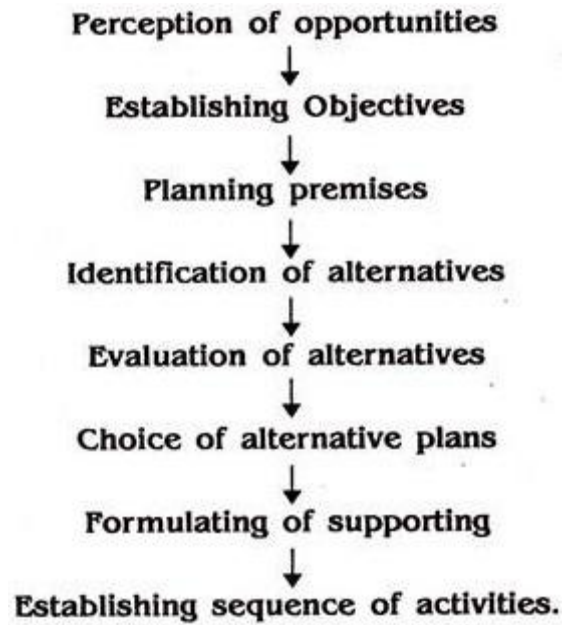 Perception of opportunities
Establishing Objectives
Planning premises
Identification of alternatives
Evaluation of alternatives
Choice of alternative plans
Formulating of supporting
Establishing sequence of activities.